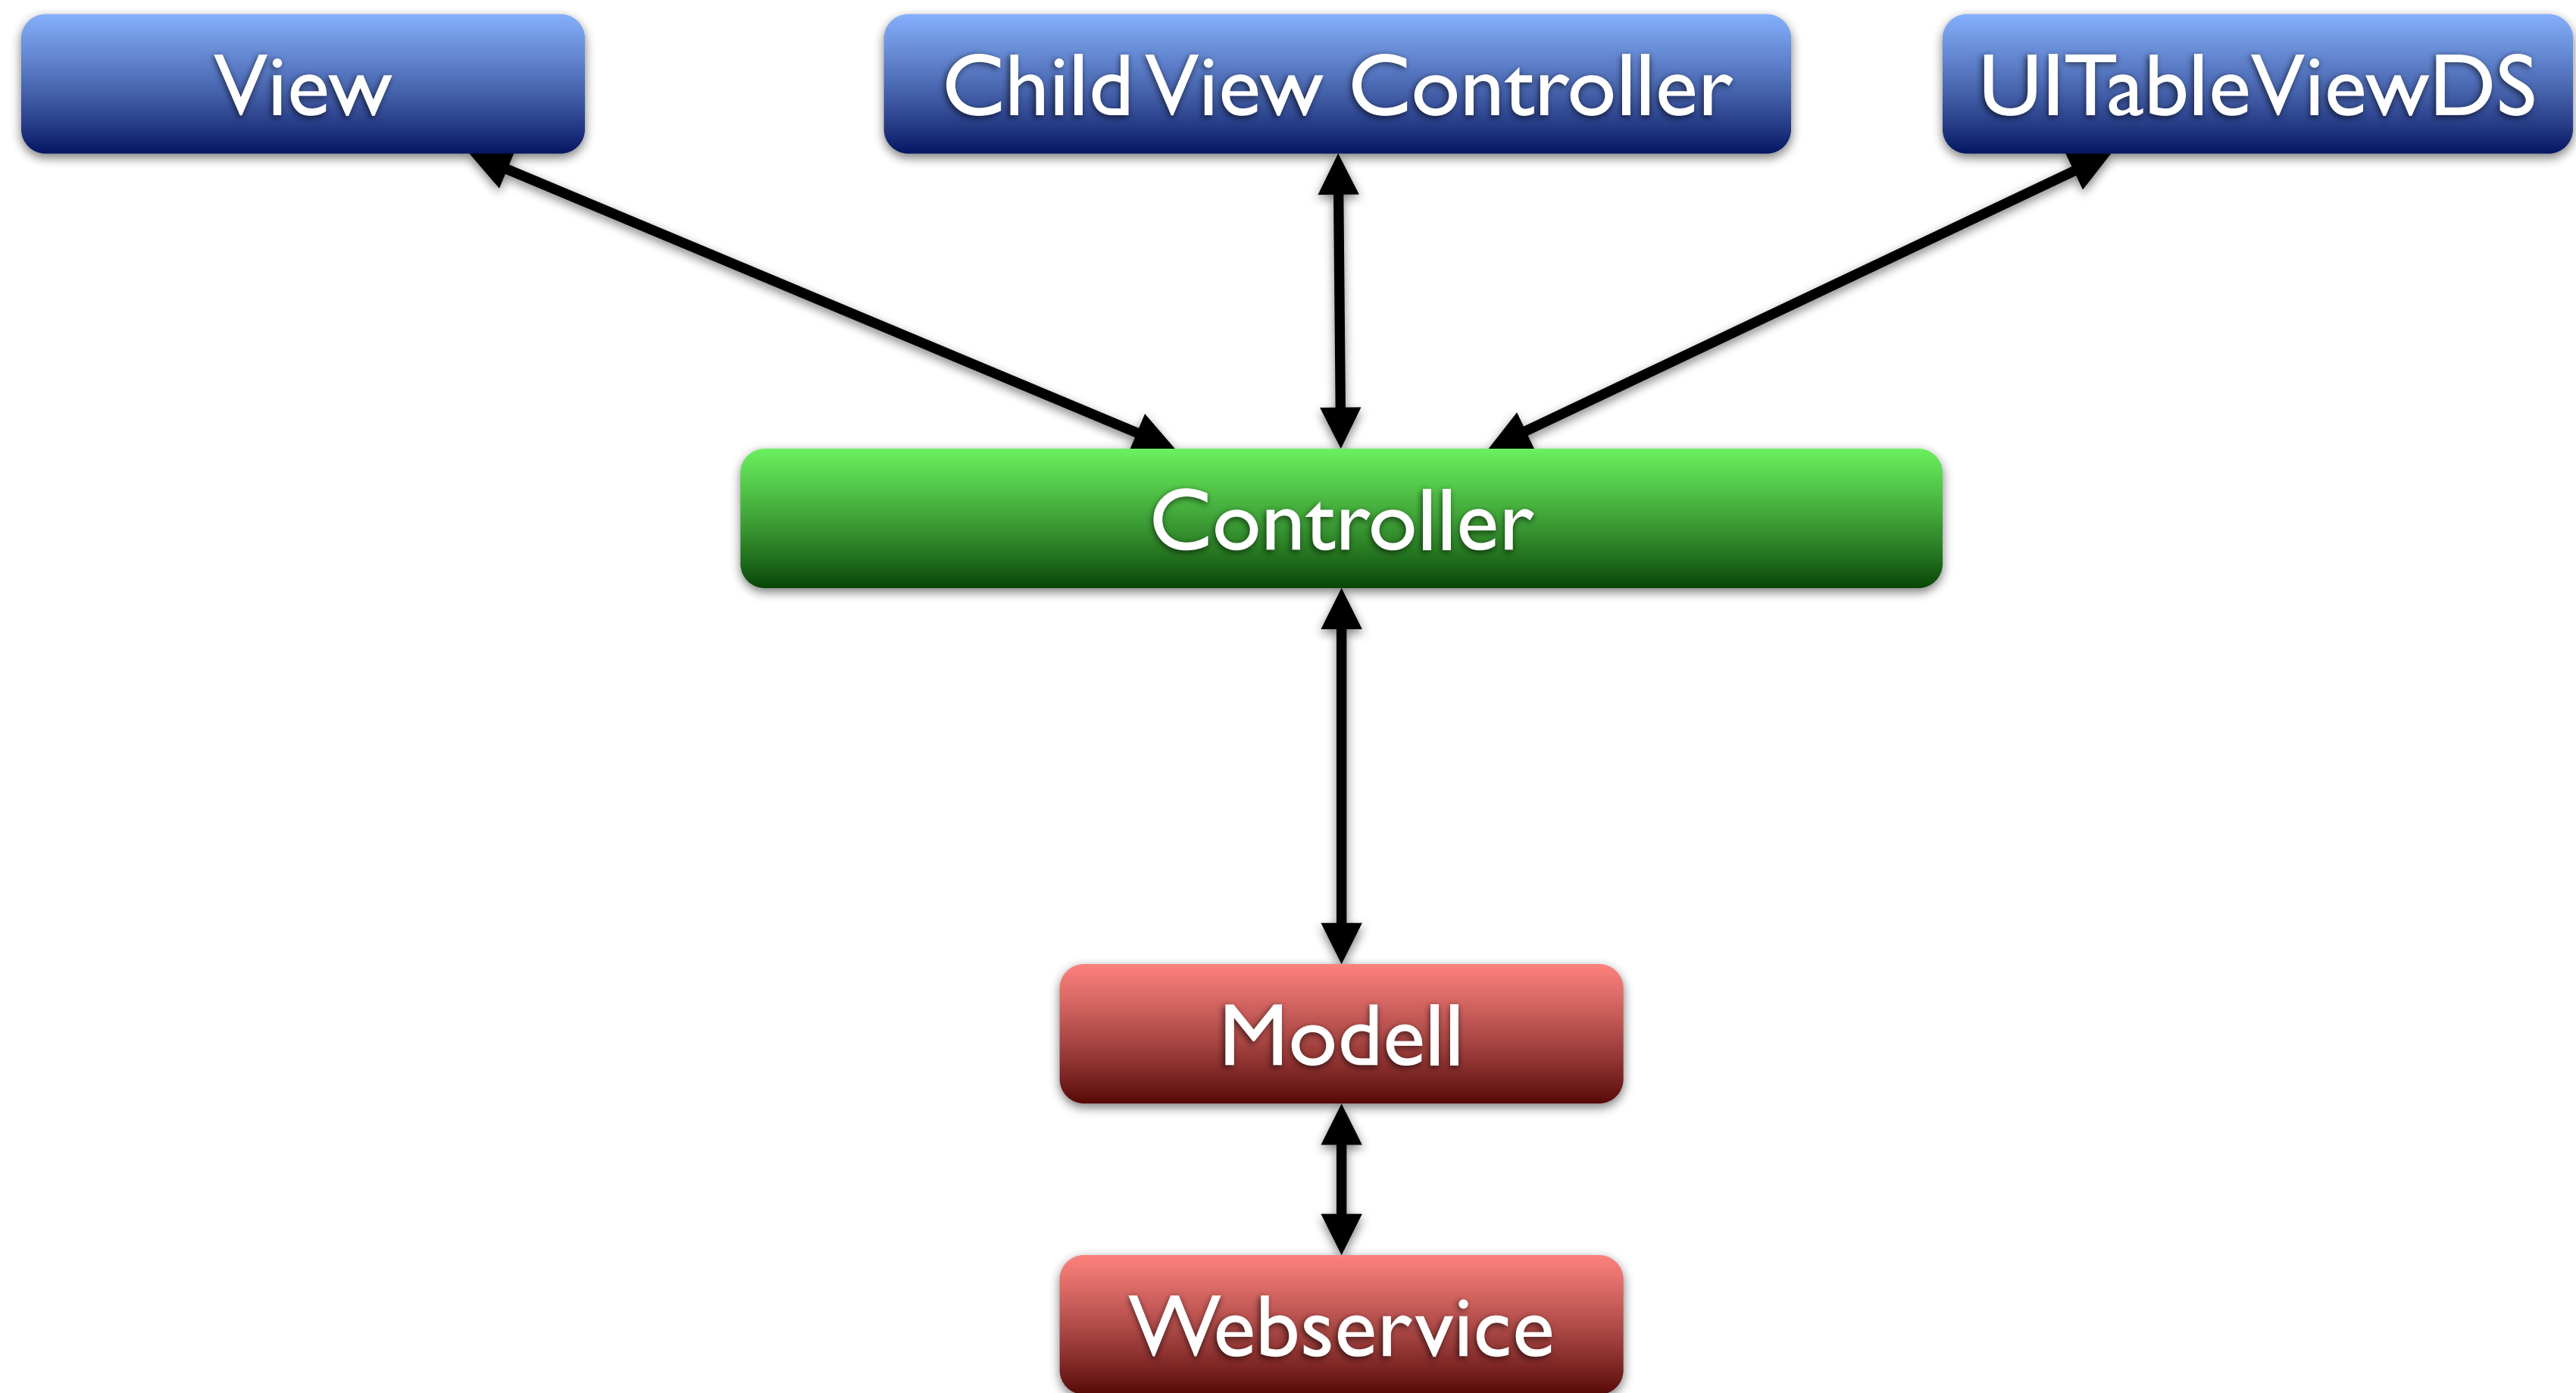 View
Child View Controller
UITableViewDS
Controller
Modell
Webservice